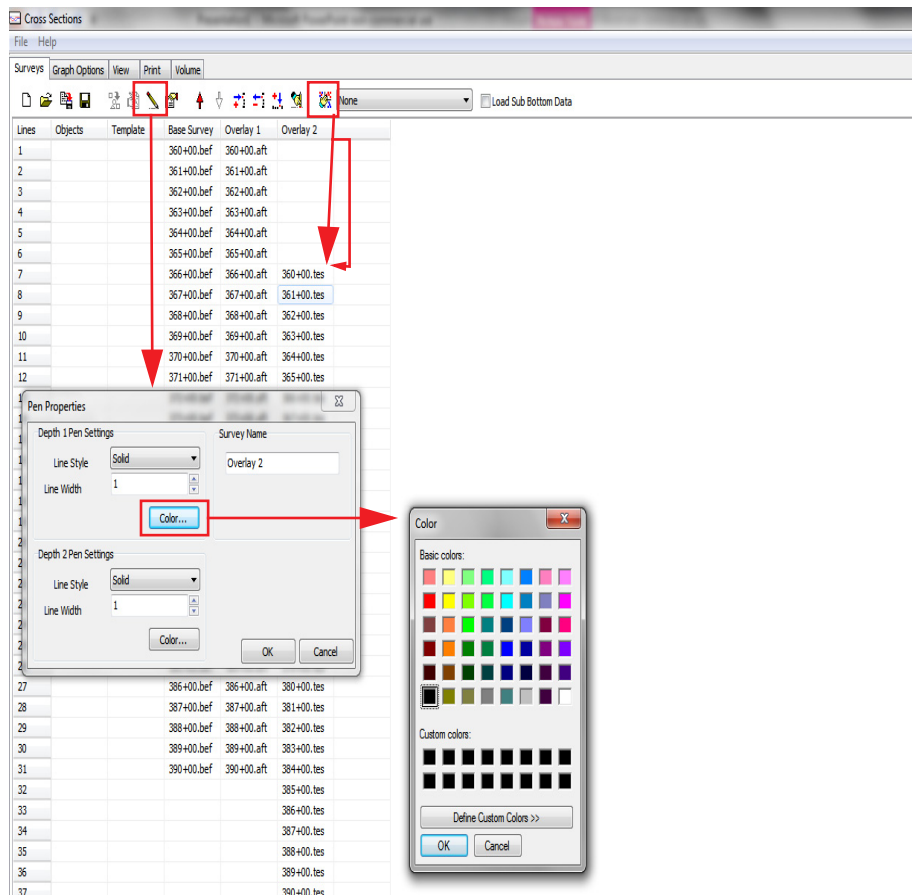 Cross Sections
File Help
Surveys Graph Options View Print Volume
None Load Sub Bottom Data
Lines Objects Template Base Survey Overlay 1 Overlay 2
1 360+00.bef 360+00.aft
2 361+00.bef 361+00.aft
3 362+00.bef 362+00.aft
4 363+00.bef 363+00.aft
5 364+00.bef 364+00.aft
6 365+00.bef 365+00.aft
7 366+00.bef 366+00.aft 360+00.tes
8 367+00.bef 367+00.aft 361+00.tes
9 368+00.bef 368+00.aft 362+00.tes
10 369+00.bef 369+00.aft 363+00.tes
11 370+00.bef 370+00.aft 364+00.tes
12 371+00.bef 371+00.aft 365+00.tes
Pen Properties
Depth 1 Pen Settings
Line Style Solid
Line Width 1
Color...
Survey Name
Overlay 2
Depth 2 Pen Settings
Line Style Solid
Line Width 1
Color...
OK Cancel
27 386+00.bef 386+00.aft 380+00.tes
28 387+00.bef 387+00.aft 381+00.tes
29 388+00.bef 388+00.aft 382+00.tes
30 389+00.bef 389+00.aft 383+00.tes
31 390+00.bef 390+00.aft 384+00.tes
32 385+00.tes
33 386+00.tes
34 387+00.tes
35 388+00.tes
36 389+00.tes
37 390+00.tes
Color
Basic colors:
Custom colors:
Define Custom Colors >>
OK Cancel